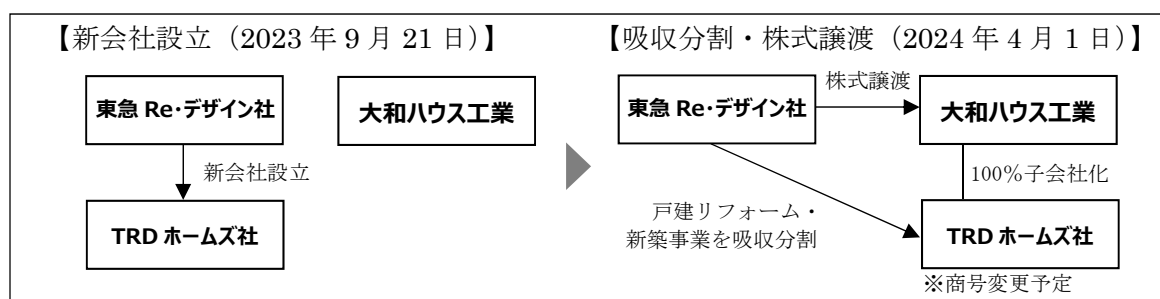 【新会社設立（2023 年 9 月 21 日）】
東急 Re・デザイン社
大和ハウス工業
新会社設立
TRD ホームズ社
【吸収分割・株式譲渡（2024 年 4 月 1 日）】
株式譲渡
東急 Re・デザイン社
大和ハウス工業
100％子会社化
戸建リフォーム・
新築事業を吸収分割
TRD ホームズ社
※商号変更予定